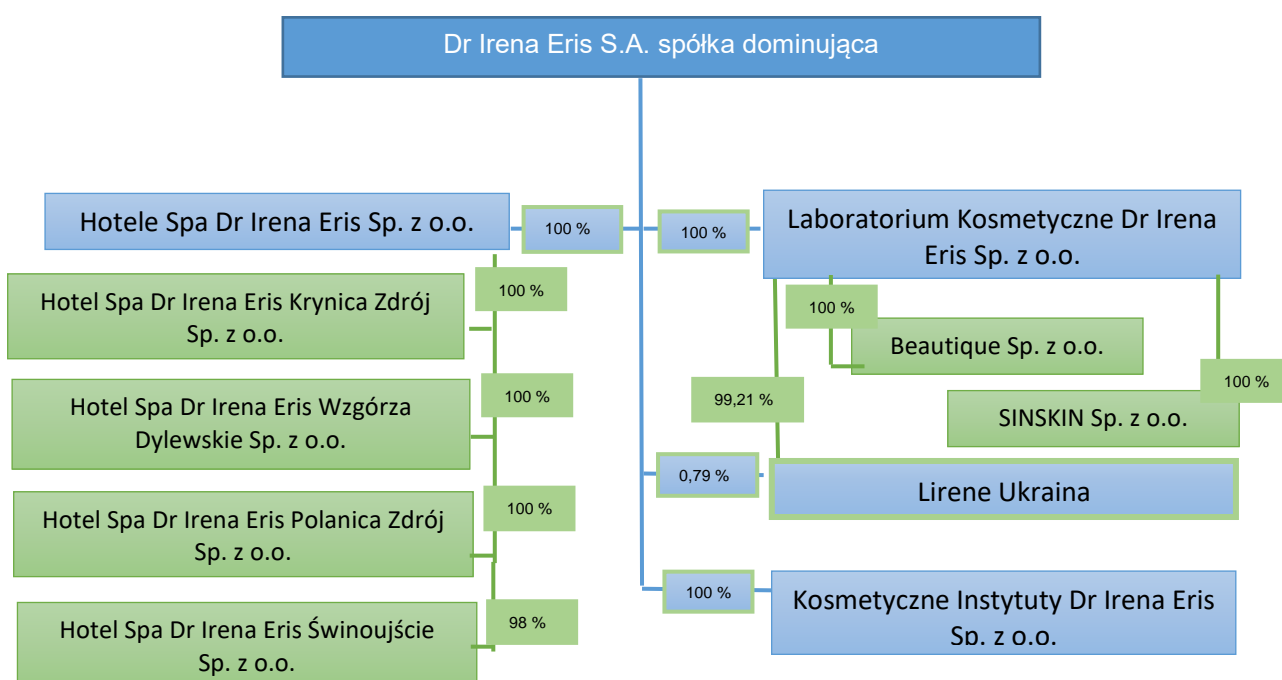 Dr Irena Eris S.A. spółka dominująca
Hotele Spa Dr Irena Eris Sp. z o.o.
100 %
100 %
Laboratorium Kosmetyczne Dr Irena
Eris Sp. z o.o.
Hotel Spa Dr Irena Eris Krynica Zdrój
Sp. z o.o.
100 %
100 %
Beautique Sp. z o.o.
100 %
SINSKIN Sp. z o.o.
Hotel Spa Dr Irena Eris Wzgórza
Dylewskie Sp. z o.o.
100 %
99,21 %
0,79 %
Lirene Ukraina
Hotel Spa Dr Irena Eris Polanica Zdrój
Sp. z o.o.
100 %
100 %
Kosmetyczne Instytuty Dr Irena Eris
Sp. z o.o.
Hotel Spa Dr Irena Eris Świnoujście
Sp. z o.o.
98 %